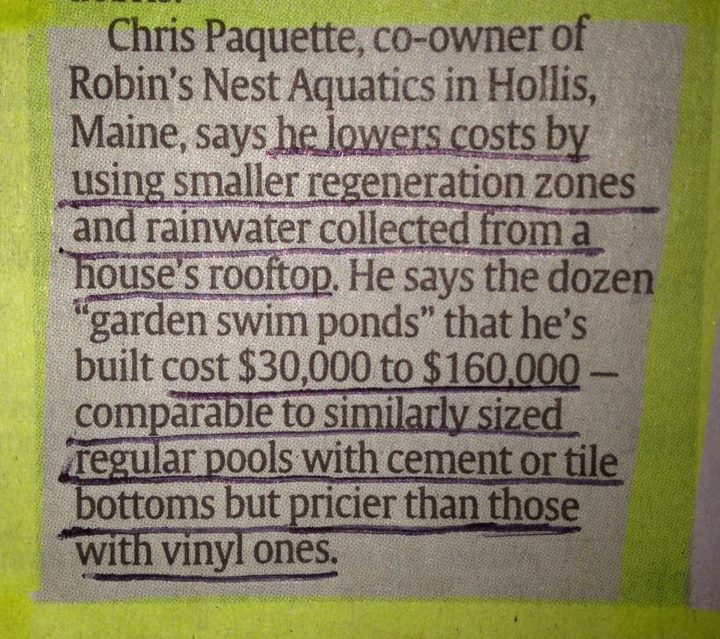 Chris Paquette, co-owner of
Robin's Nest Aquatics in Hollis,
Maine, says he lowers costs by
using smaller regeneration zones
and rainwater collected from a
house's rooftop. He says the dozen
“garden swim ponds” that he's
built cost $30,000 to $160,000 —
comparable to similarly sized
regular pools with cement or tile
bottoms but pricier than those
with vinyl ones.